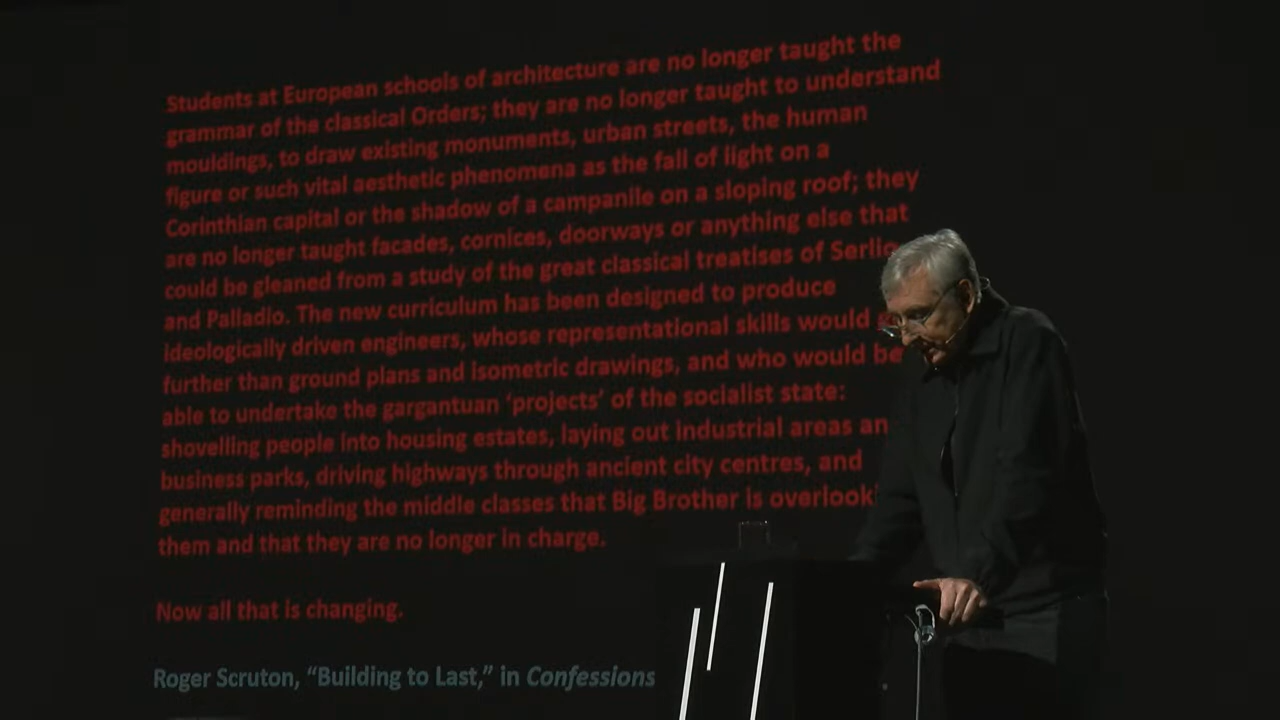 Students at European schools of architecture are no longer taught the
grammar of the classical Orders; they are no longer taught to understand
mouldings, to draw existing monuments, urban streets, the human
figure or such vital aesthetic phenomena as the fall of light on a
Corinthian capital or the shadow of a campanile on a sloping roof; they
are no longer taught facades, cornices, doorways or anything else that
could be gleaned from a study of the great classical treatises of Serlio
and Palladio. The new curriculum has been designed to produce
ideologically driven engineers, whose representational skills would
further than ground plans and isometric drawings, and who would be
able to undertake the gargantuan ‘projects’ of the socialist state:
shovelling people into housing estates, laying out industrial areas
business parks, driving highways through ancient city centres, and
generally reminding the middle classes that Big Brother is
them and that they are no longer in charge.
Now all that is changing.
Roger Scruton, “Building to Last,” in Confessions